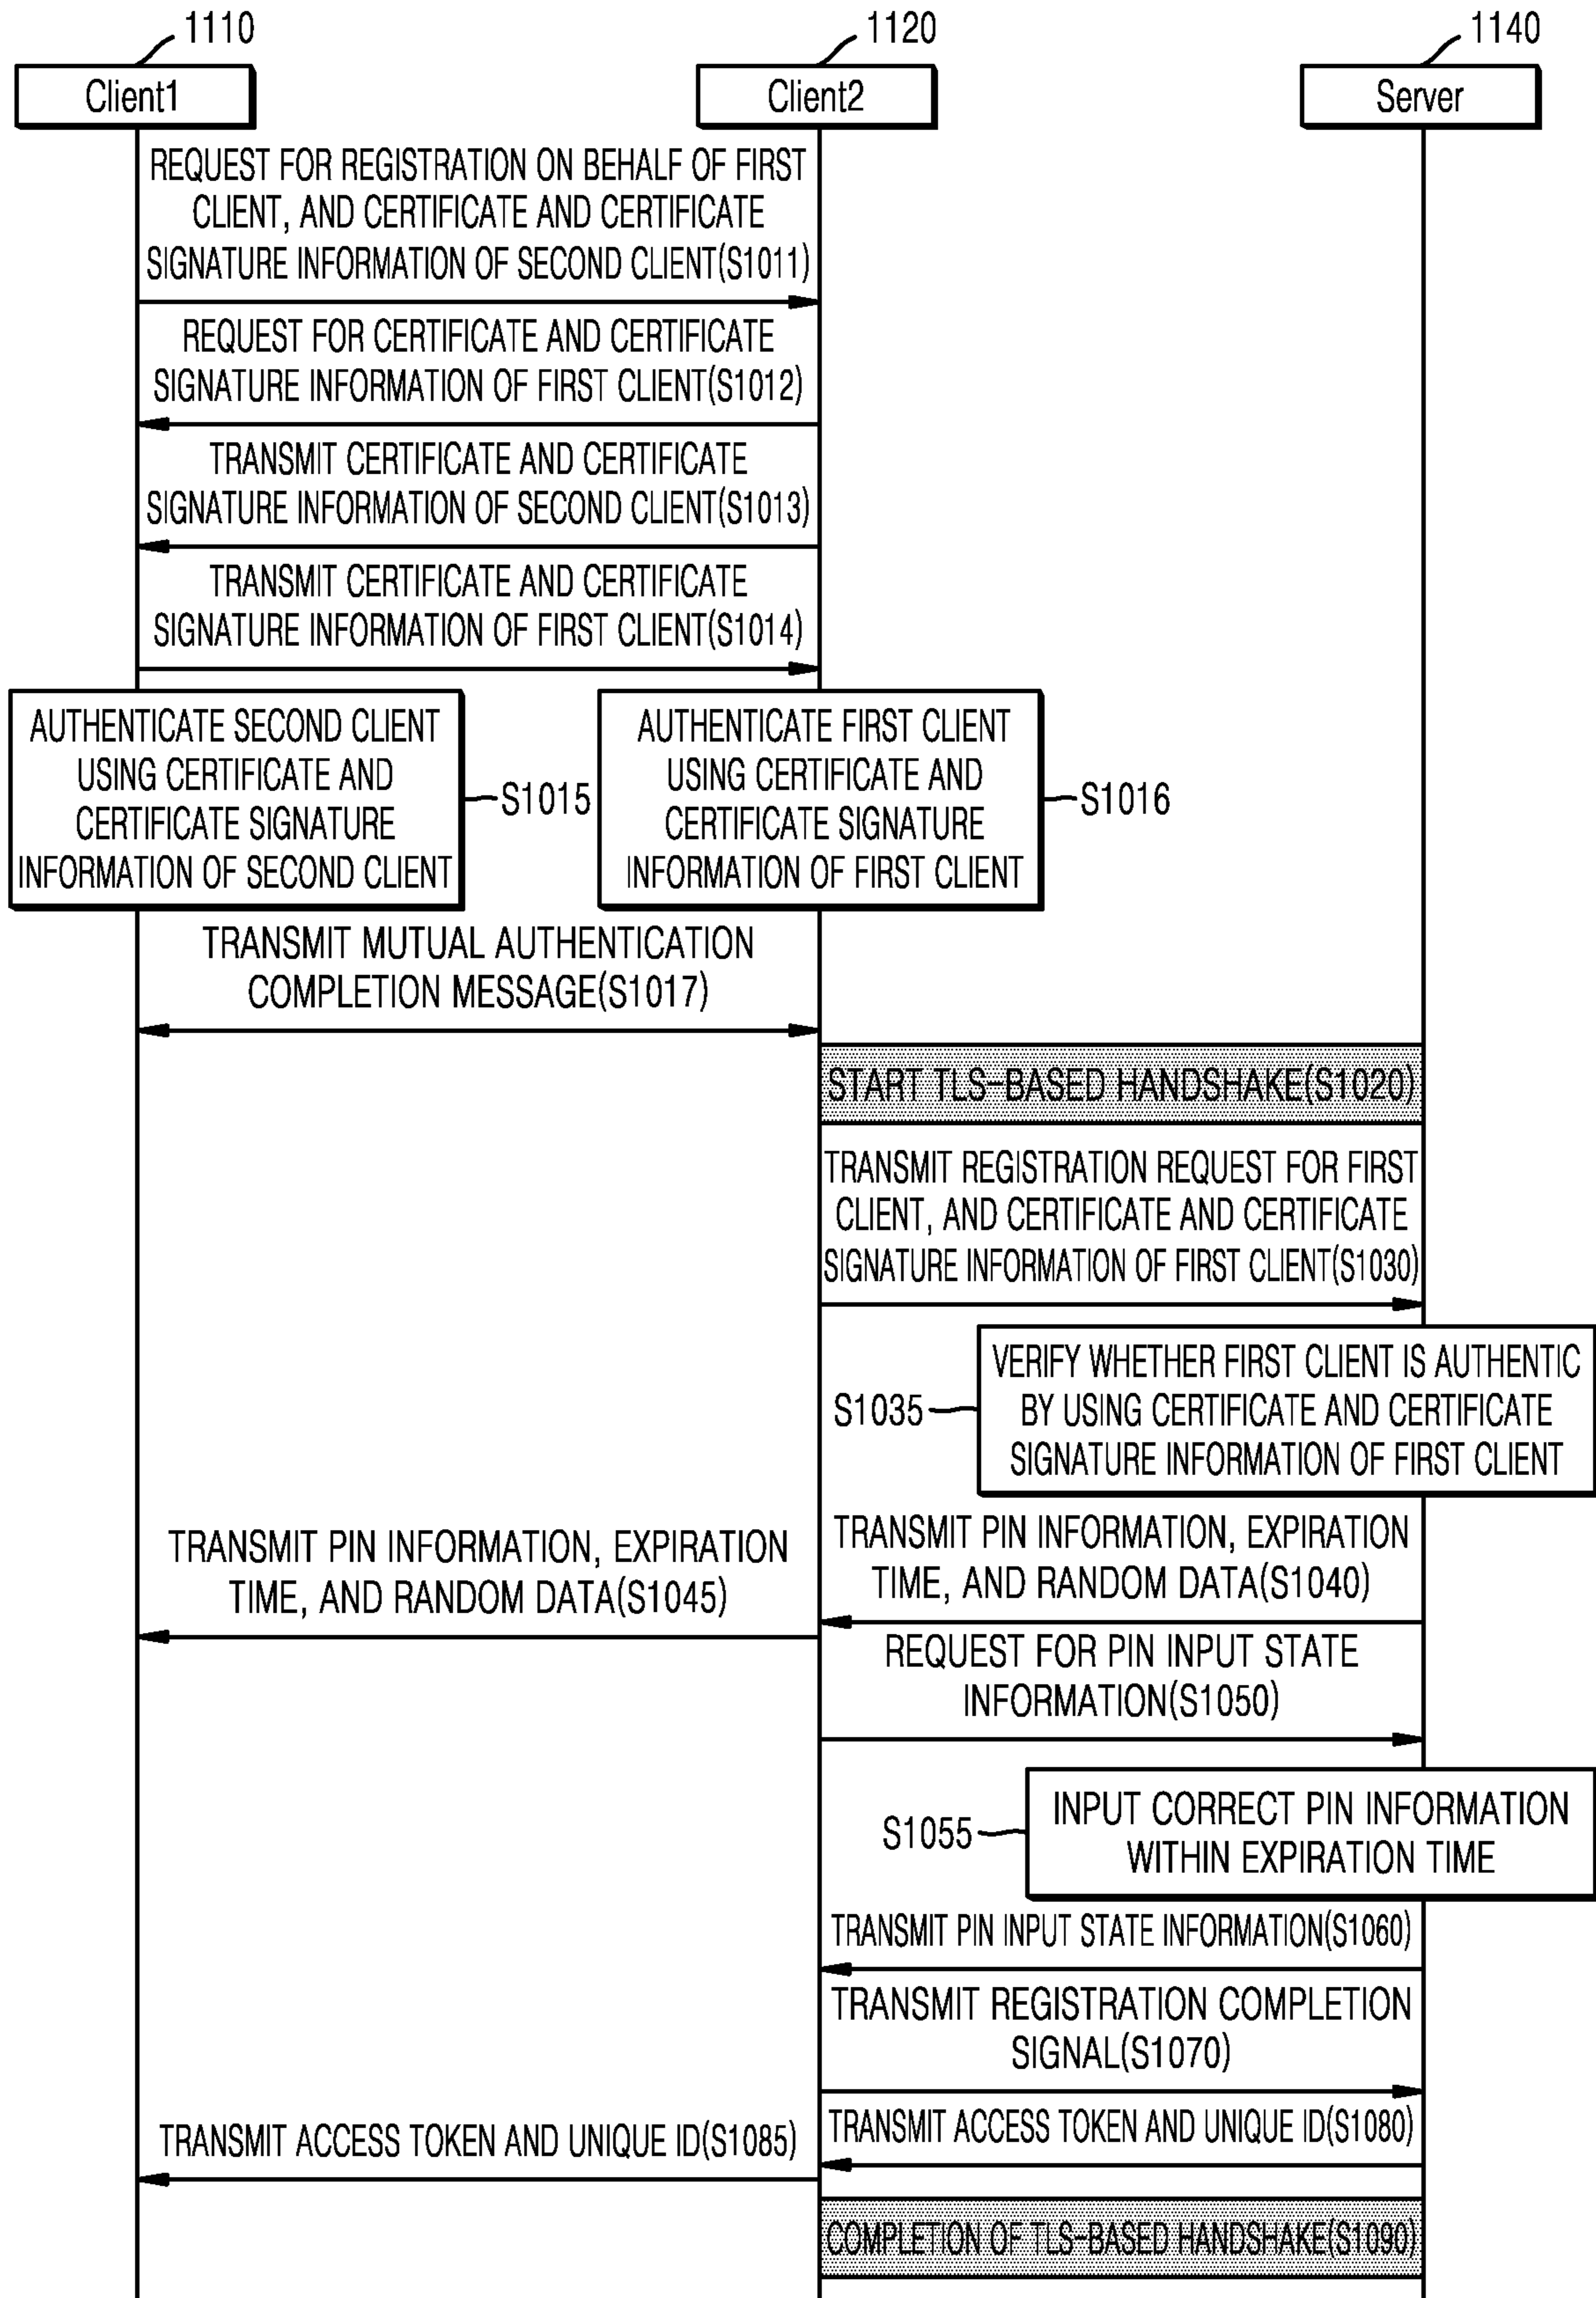 1110
1120
1140
Client1
Client2
Server
REQUEST FOR REGISTRATION ON BEHALF OF FIRST
CLIENT, AND CERTIFICATE AND CERTIFICATE
SIGNATURE INFORMATION OF SECOND CLIENT(S1011)
REQUEST FOR CERTIFICATE AND CERTIFICATE
SIGNATURE INFORMATION OF FIRST CLIENT(S1012)
TRANSMIT CERTIFICATE AND CERTIFICATE
SIGNATURE INFORMATION OF SECOND CLIENT(S1013)
TRANSMIT CERTIFICATE AND CERTIFICATE
SIGNATURE INFORMATION OF FIRST CLIENT(S1014)
AUTHENTICATE SECOND CLIENT
USING CERTIFICATE AND
CERTIFICATE SIGNATURE
INFORMATION OF SECOND CLIENT
S1015
AUTHENTICATE FIRST CLIENT
USING CERTIFICATE AND
CERTIFICATE SIGNATURE
INFORMATION OF FIRST CLIENT
S1016
TRANSMIT MUTUAL AUTHENTICATION
COMPLETION MESSAGE(S1017)
START TLS-BASED HANDSHAKE(S1020)
TRANSMIT REGISTRATION REQUEST FOR FIRST
CLIENT, AND CERTIFICATE AND CERTIFICATE
SIGNATURE INFORMATION OF FIRST CLIENT(S1030)
S1035
VERIFY WHETHER FIRST CLIENT IS AUTHENTIC
BY USING CERTIFICATE AND CERTIFICATE
SIGNATURE INFORMATION OF FIRST CLIENT
TRANSMIT PIN INFORMATION, EXPIRATION
TIME, AND RANDOM DATA(S1040)
TRANSMIT PIN INFORMATION, EXPIRATION
TIME, AND RANDOM DATA(S1045)
REQUEST FOR PIN INPUT STATE
INFORMATION(S1050)
S1055
INPUT CORRECT PIN INFORMATION
WITHIN EXPIRATION TIME
TRANSMIT PIN INPUT STATE INFORMATION(S1060)
TRANSMIT REGISTRATION COMPLETION
SIGNAL(S1070)
TRANSMIT ACCESS TOKEN AND UNIQUE ID(S1080)
TRANSMIT ACCESS TOKEN AND UNIQUE ID(S1085)
COMPLETION OF TLS-BASED HANDSHAKE(S1090)